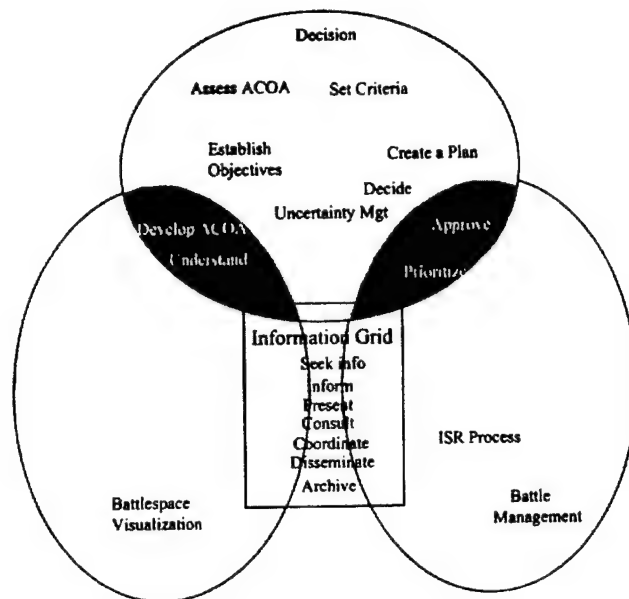 Decision
Assess ACOA
Set Criteria
Establish
Objectives
Create a Plan
Decide
Uncertainty Mgt
Develop ACOA
Understand
Approve
Prioritize
Information Grid
Seek info
Inform
Present
Consult
Coordinate
Disseminate
Archive
ISR Process
Battlespace
Visualization
Battle
Management